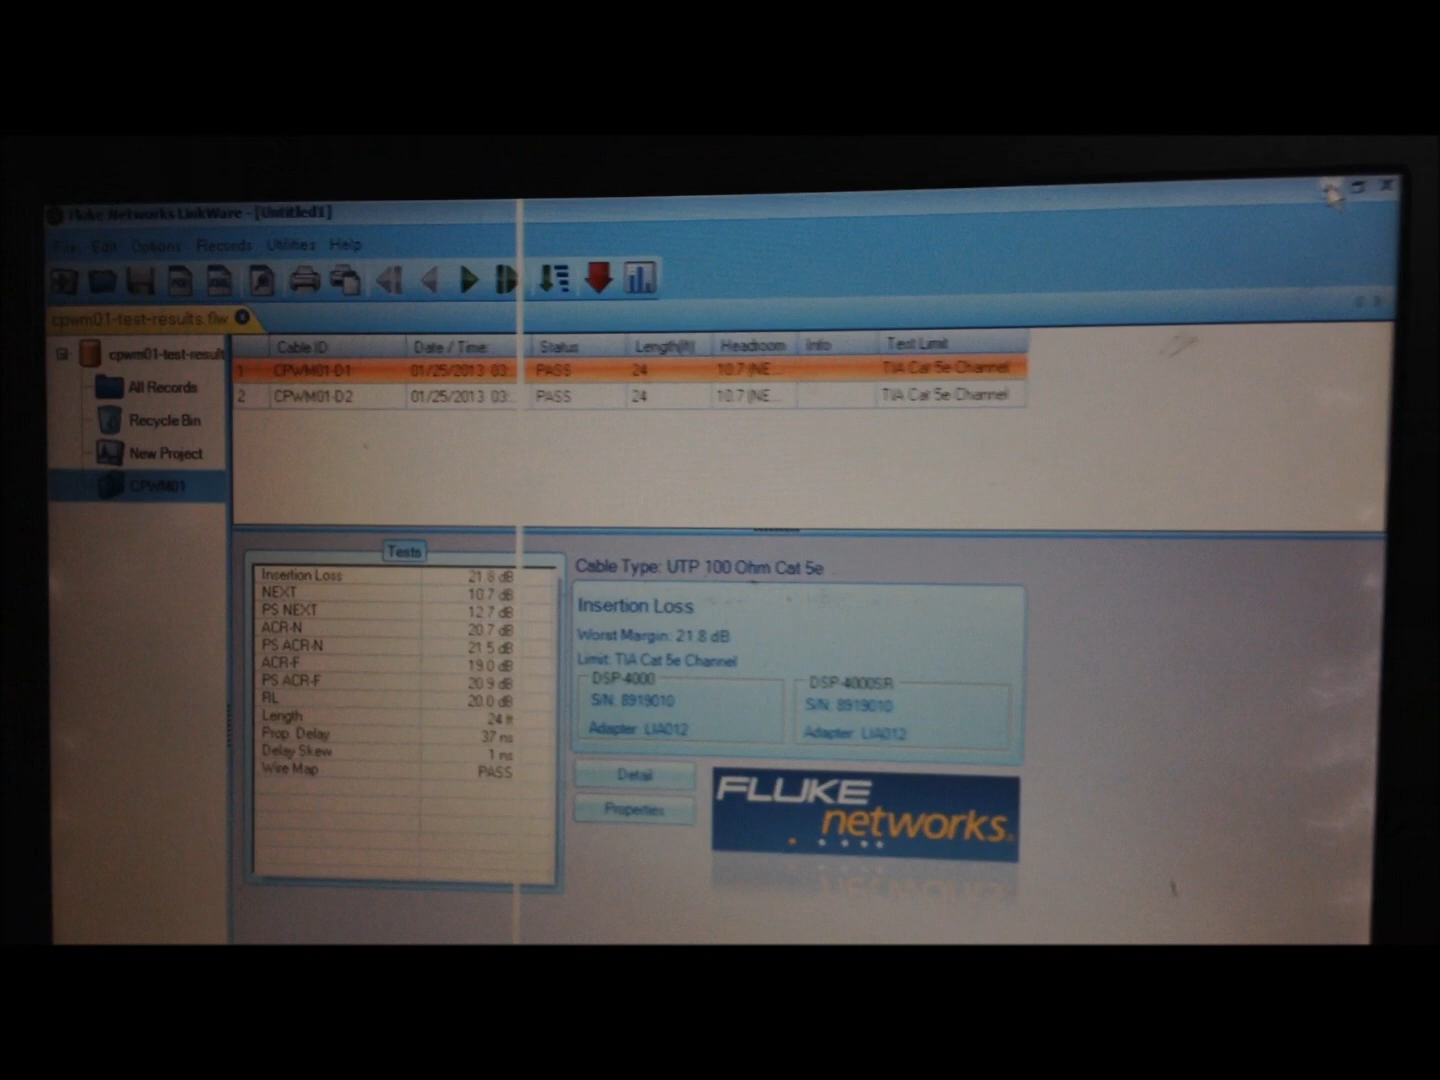 Fluke Networks LinkWare - [Untitled1]
File Edit Options Records Utilities Help
cpwm01-test-results.flw
cpwm01-test-result
All Records
Recycle Bin
New Project
CPWM01
Cable ID Date / Time Status Length(ft) Headroom Info Test Limit
1 CPWM01-D1 01/25/2013 03:... PASS 24 10.7 (NE... TIA Cat 5e Channel
2 CPWM01-D2 01/25/2013 03:... PASS 24 10.7 (NE... TIA Cat 5e Channel
Tests
Insertion Loss 21.8 dB
NEXT 10.7 dB
PS NEXT 12.7 dB
ACR-N 20.7 dB
PS ACR-N 21.5 dB
ACR-F 19.0 dB
PS ACR-F 20.9 dB
RL 20.0 dB
Length 24 ft
Prop. Delay 37 ns
Delay Skew 1 ns
Wire Map PASS
Cable Type: UTP 100 Ohm Cat 5e
Insertion Loss
Worst Margin: 21.8 dB
Limit: TIA Cat 5e Channel
DSP-4000
S/N: 8919010
Adapter: LIA012
DSP-4000SR
S/N: 8919010
Adapter: LIA012
Detail
Properties
FLUKE
networks.